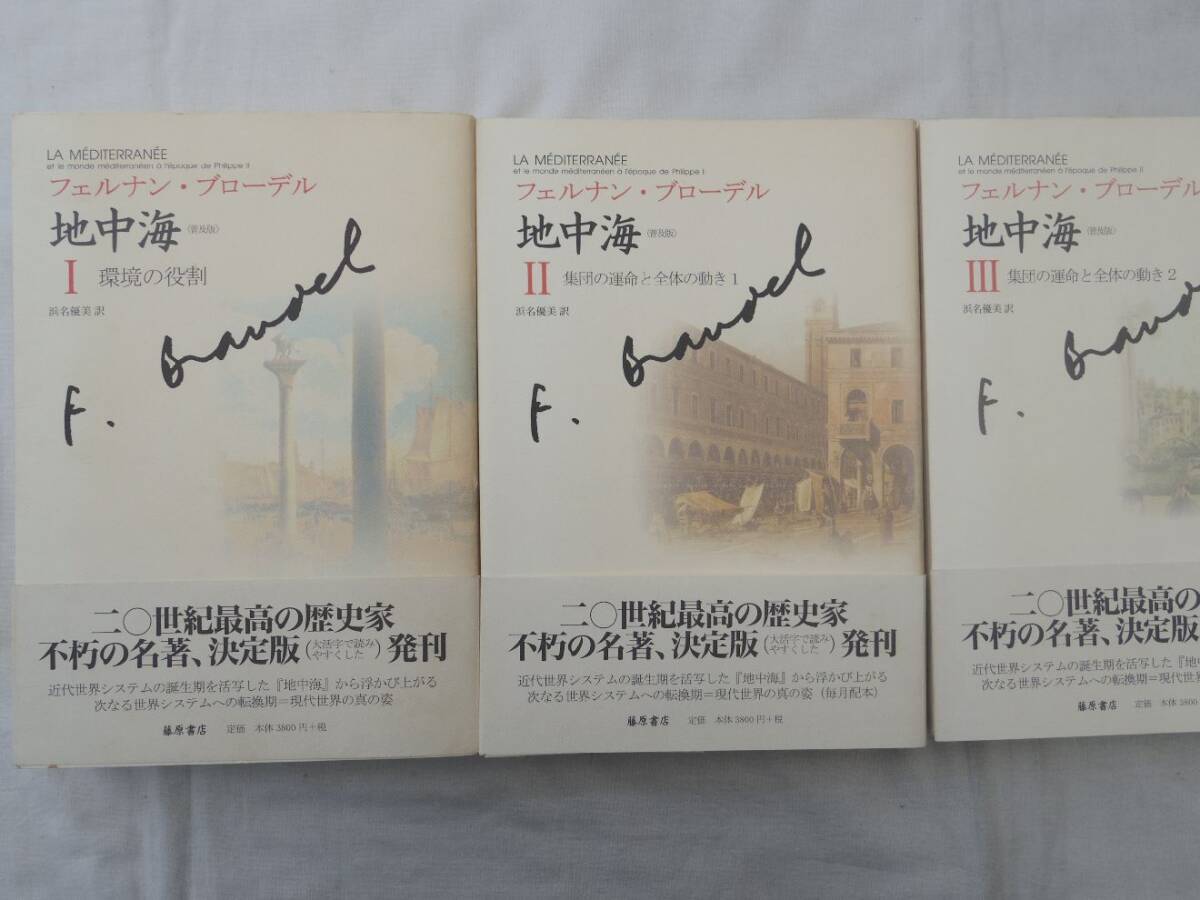 LA MÉDITERRANÉE
et le monde méditerranéen à l'époque de Philippe II
フェルナン・ブローデル
地中海〈普及版〉
I 環境の役割
浜名優美 訳
F. Braudel
二〇世紀最高の歴史家
不朽の名著、決定版(大活字で読みやすくした)発刊
近代世界システムの誕生期を活写した『地中海』から浮かび上がる
次なる世界システムへの転換期=現代世界の真の姿
藤原書店 定価 本体3800円+税
LA MÉDITERRANÉE
et le monde méditerranéen à l'époque de Philippe II
フェルナン・ブローデル
地中海〈普及版〉
II 集団の運命と全体の動き 1
浜名優美 訳
F. Braudel
二〇世紀最高の歴史家
不朽の名著、決定版(大活字で読みやすくした)発刊
近代世界システムの誕生期を活写した『地中海』から浮かび上がる
次なる世界システムへの転換期=現代世界の真の姿(毎月配本)
藤原書店 定価 本体3800円+税
LA MÉDITERRANÉE
et le monde méditerranéen à l'époque de Philippe II
フェルナン・ブローデル
地中海〈普及版〉
III 集団の運命と全体の動き 2
浜名優美 訳
F. Braud
二〇世紀最高の
不朽の名著、決定版
近代世界システムの誕生期を活写した『地
次なる世界システムへの転換期=現代世界
藤原書店 定価 本体3800